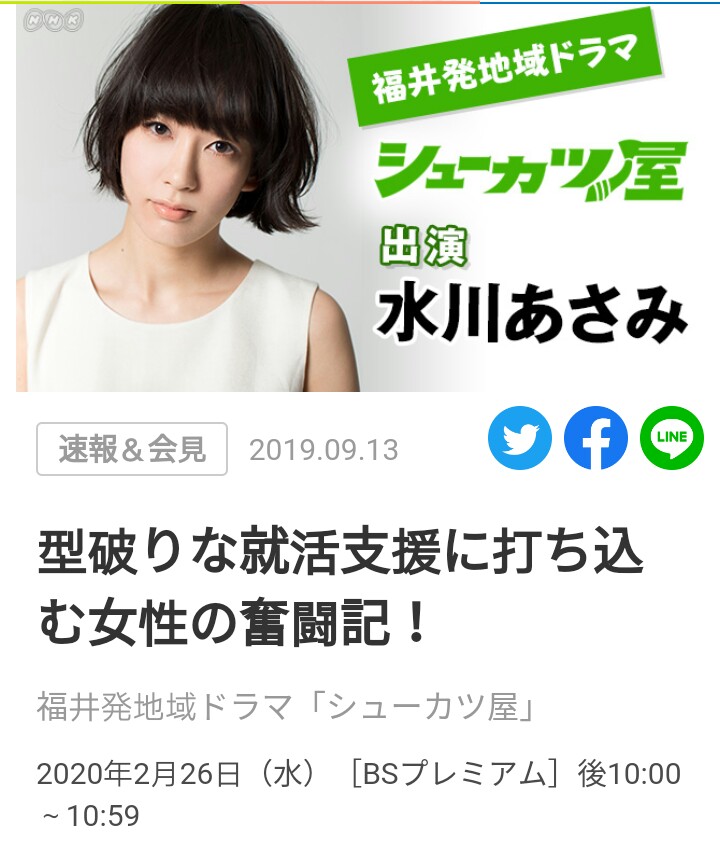 NHK
福井発地域ドラマ
シューカツ屋
出演
水川あさみ
速報＆会見 2019.09.13
LINE
型破りな就活支援に打ち込
む女性の奮闘記！
福井発地域ドラマ「シューカツ屋」
2020年2月26日（水）［BSプレミアム］後10:00
~ 10:59